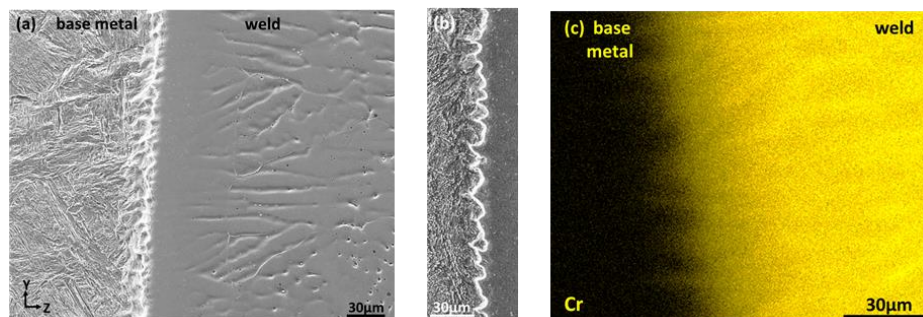 (a) base metal
weld
Y
Z
30µm
(b)
30µm
(c) base
metal
weld
Cr
30µm